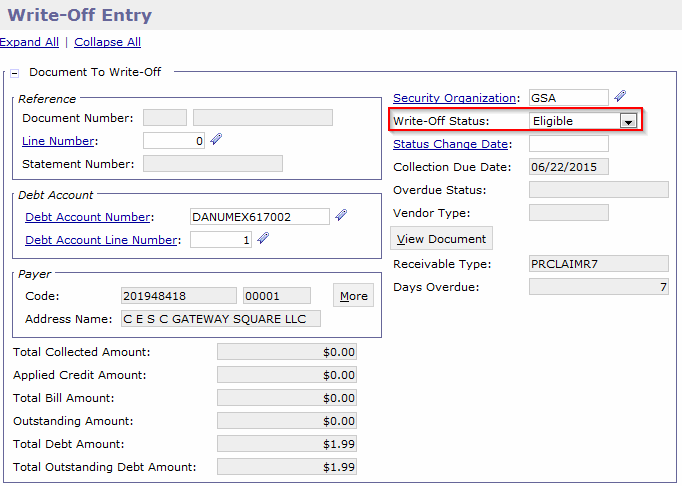 Write-Off Entry
Expand All | Collapse All
Document To Write-Off
Reference
Document Number:
Line Number: 0
Statement Number:
Debt Account
Debt Account Number: DANUMEX617002
Debt Account Line Number: 1
Payer
Code: 201948418 00001 More
Address Name: C E S C GATEWAY SQUARE LLC
Total Collected Amount: $0.00
Applied Credit Amount: $0.00
Total Bill Amount: $0.00
Outstanding Amount: $0.00
Total Debt Amount: $1.99
Total Outstanding Debt Amount: $1.99
Security Organization: GSA
Write-Off Status: Eligible
Status Change Date:
Collection Due Date: 06/22/2015
Overdue Status:
Vendor Type:
View Document
Receivable Type: PRCLAIMR7
Days Overdue: 7